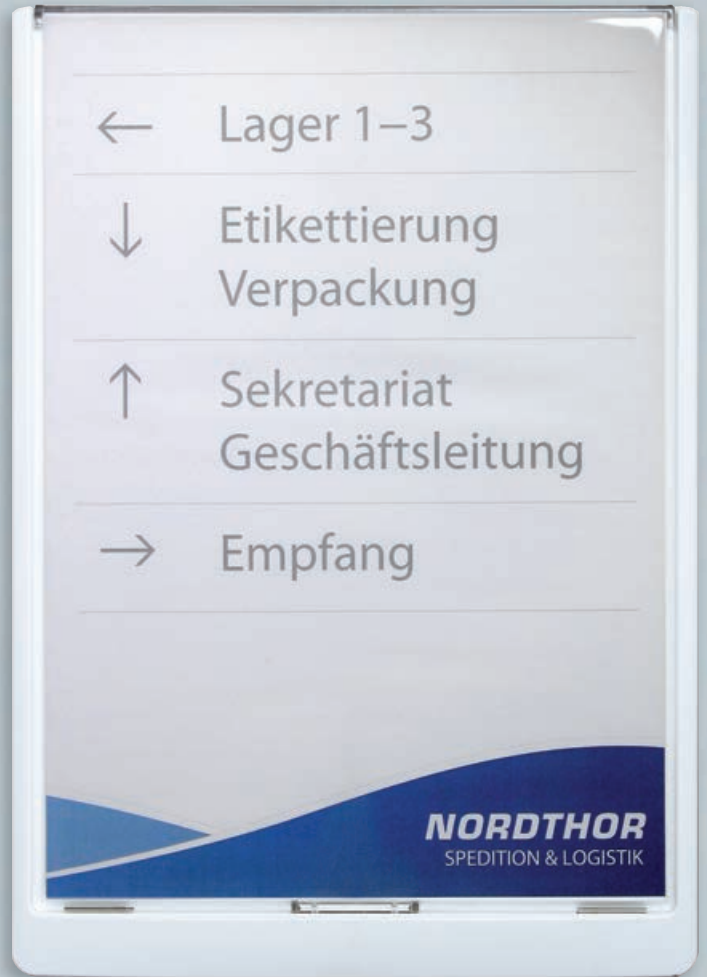 ← Lager 1–3
↓ Etikettierung
Verpackung
↑ Sekretariat
Geschäftsleitung
→ Empfang
NORDTHOR
SPEDITION & LOGISTIK